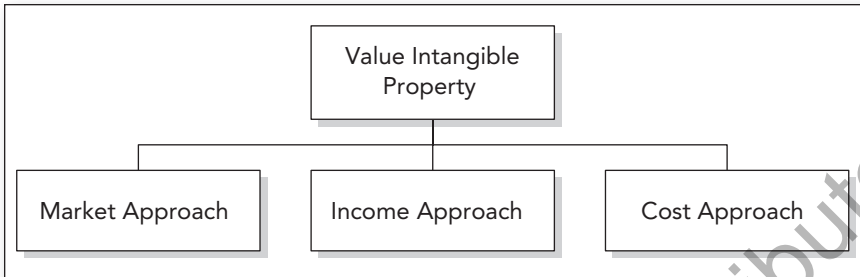 Value Intangible
Property
Market Approach
Income Approach
Cost Approach